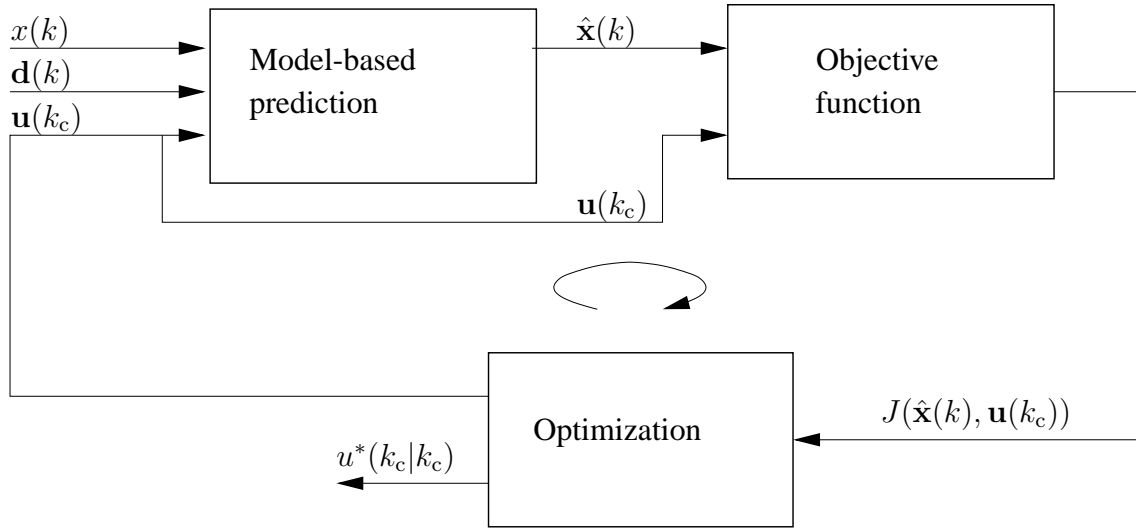 x(k)
d(k)
u(k_c)
Model-based
prediction
x̂(k)
u(k_c)
Objective
function
Optimization
J(x̂(k), u(k_c))
u*(k_c|k_c)